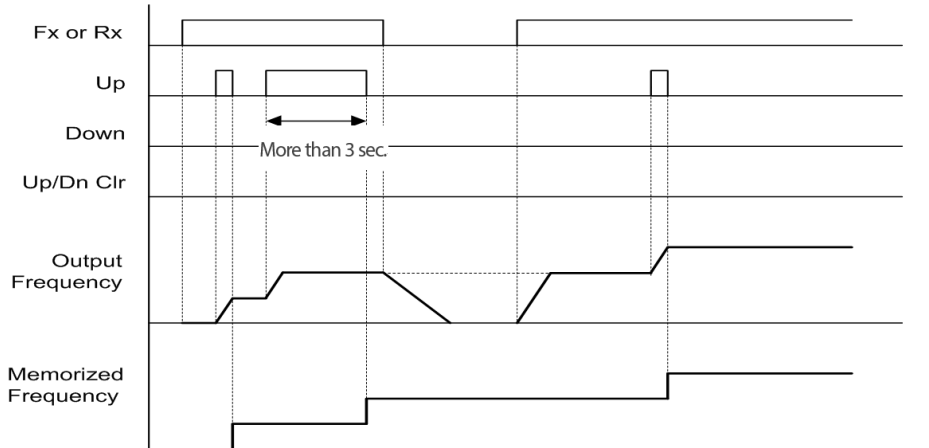 Fx or Rx
Up
Down
More than 3 sec.
Up/Dn Clr
Output
Frequency
Memorized
Frequency